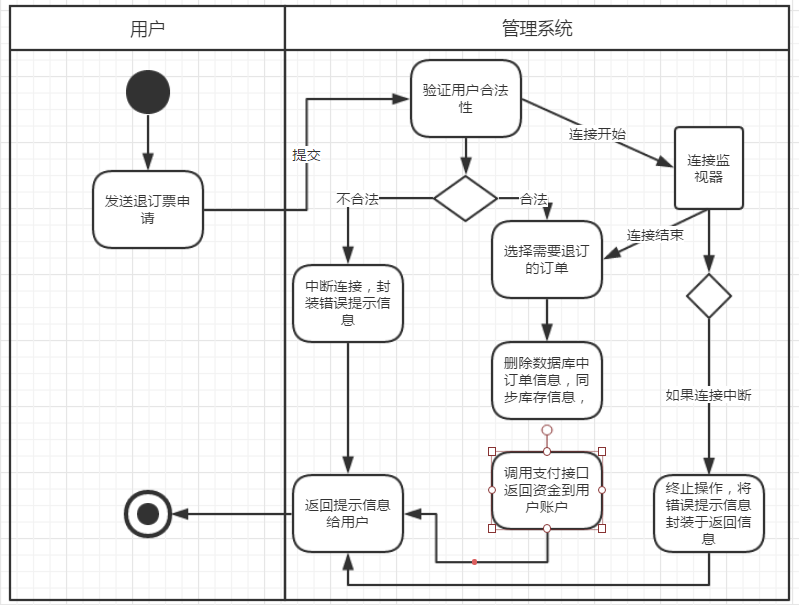 用户
管理系统
验证用户合法
性
连接开始
连接监
视器
提交
发送退订票申
请
不合法
合法
连接结束
选择需要退订
的订单
中断连接，封
装错误提示信
息
删除数据库中
订单信息，同
步库存信息，
如果连接中断
调用支付接口
返回资金到用
户账户
返回提示信息
给用户
终止操作，将
错误提示信息
封装于返回信
息